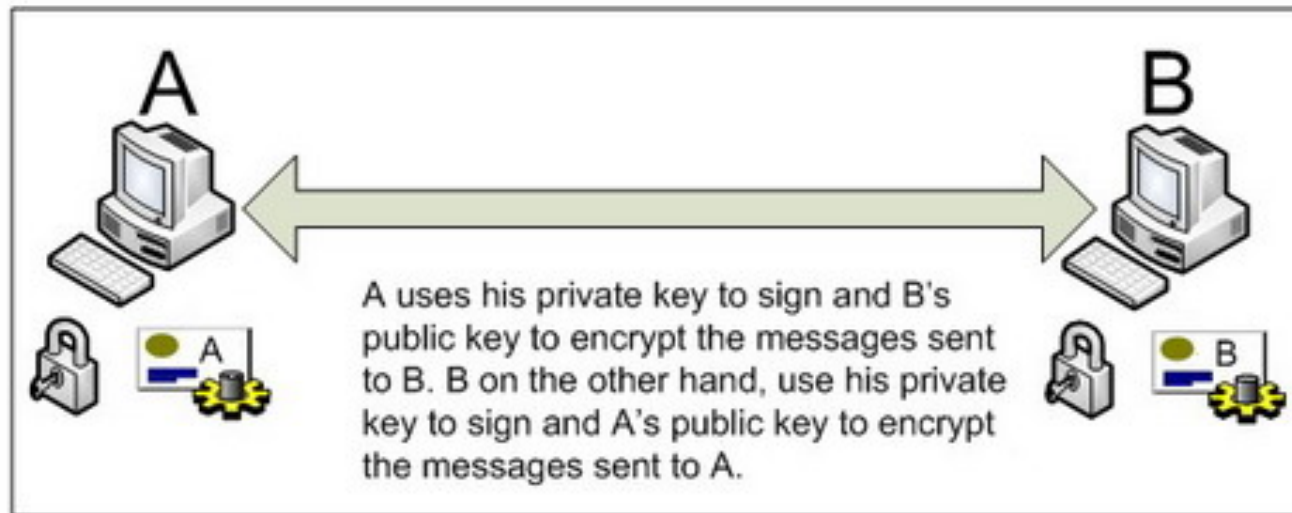 A
B
A uses his private key to sign and B's
public key to encrypt the messages sent
to B. B on the other hand, use his private
key to sign and A's public key to encrypt
the messages sent to A.
A
B